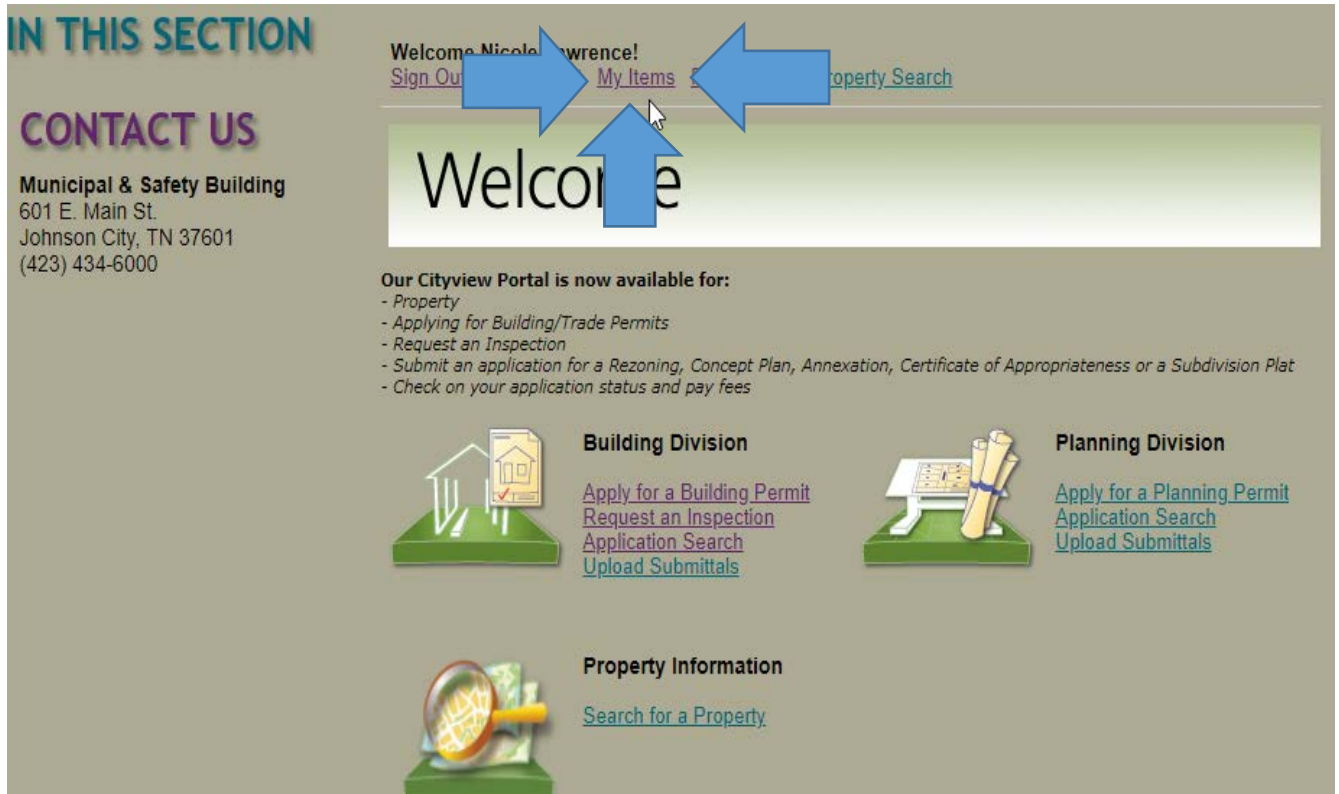 IN THIS SECTION
CONTACT US
Municipal & Safety Building
601 E. Main St.
Johnson City, TN 37601
(423) 434-6000
Welcome Nicole
Sign Out My Items Property Search
Welcome
Our Cityview Portal is now available for:
- Property
- Applying for Building/Trade Permits
- Request an Inspection
- Submit an application for a Rezoning, Concept Plan, Annexation, Certificate of Appropriateness or a Subdivision Plat
- Check on your application status and pay fees
Building Division
Apply for a Building Permit
Request an Inspection
Application Search
Upload Submittals
Planning Division
Apply for a Planning Permit
Application Search
Upload Submittals
Property Information
Search for a Property